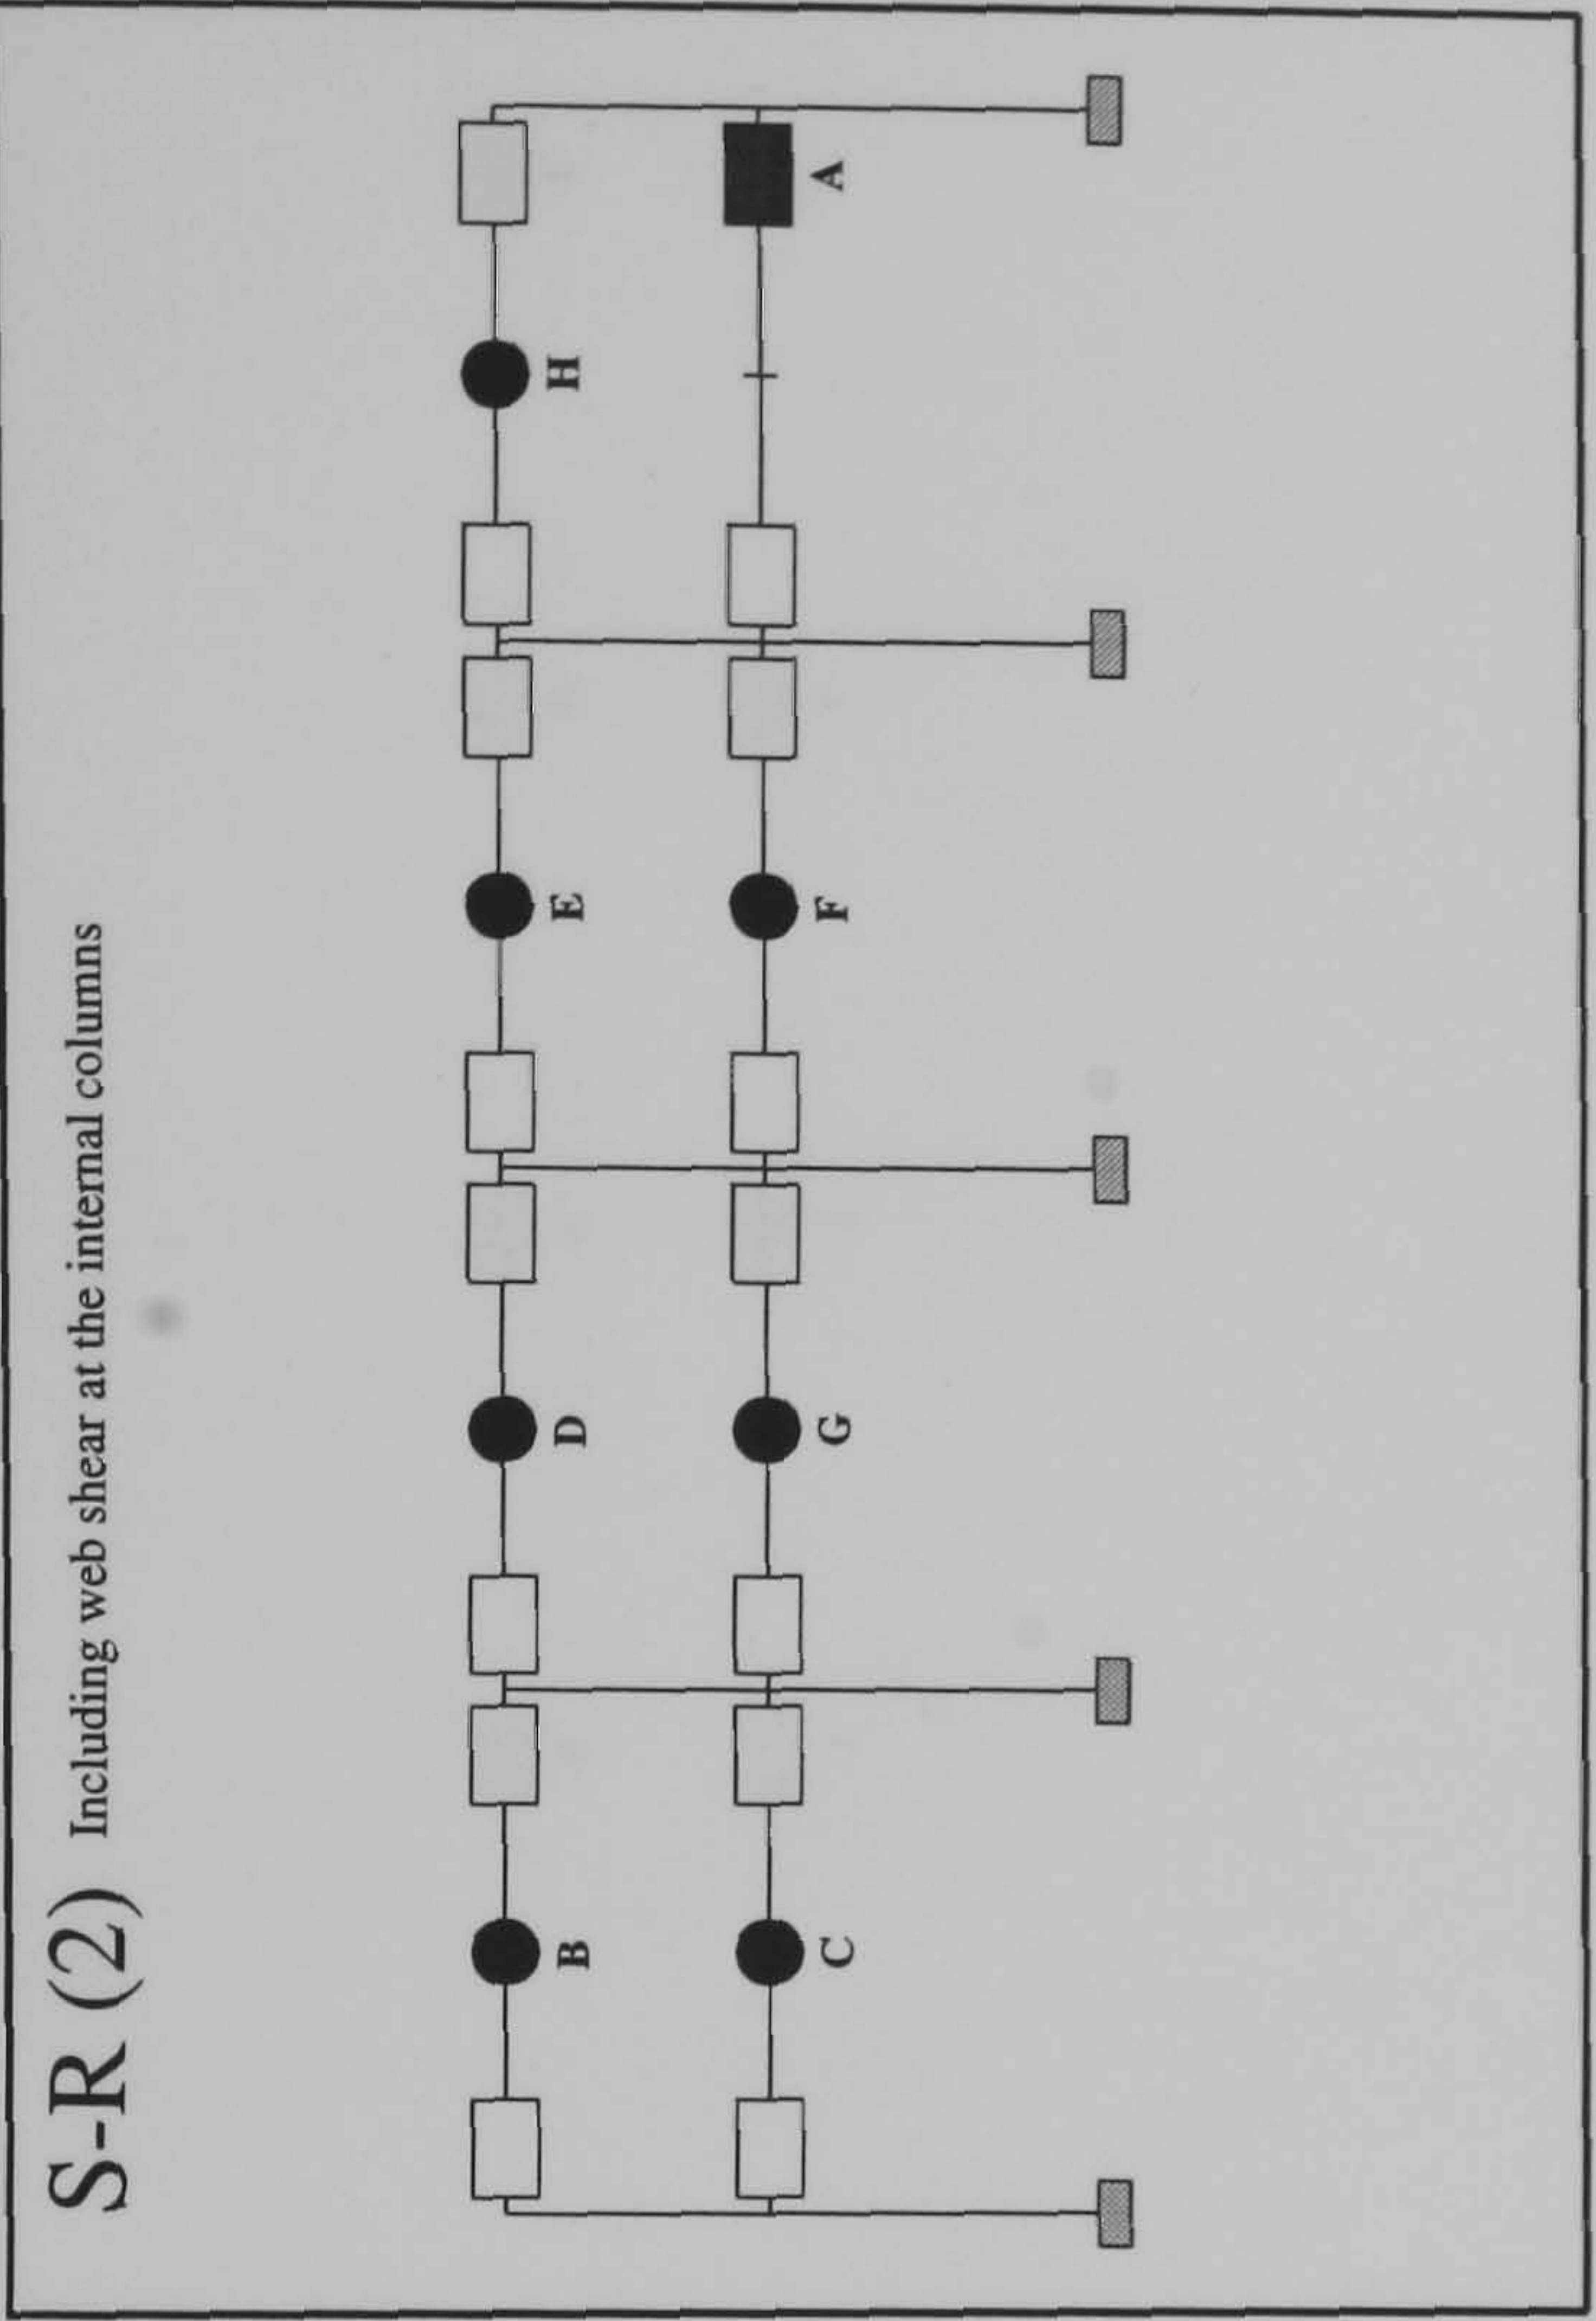 S-R (2) Including web shear at the internal columns
B D E H
C G F A